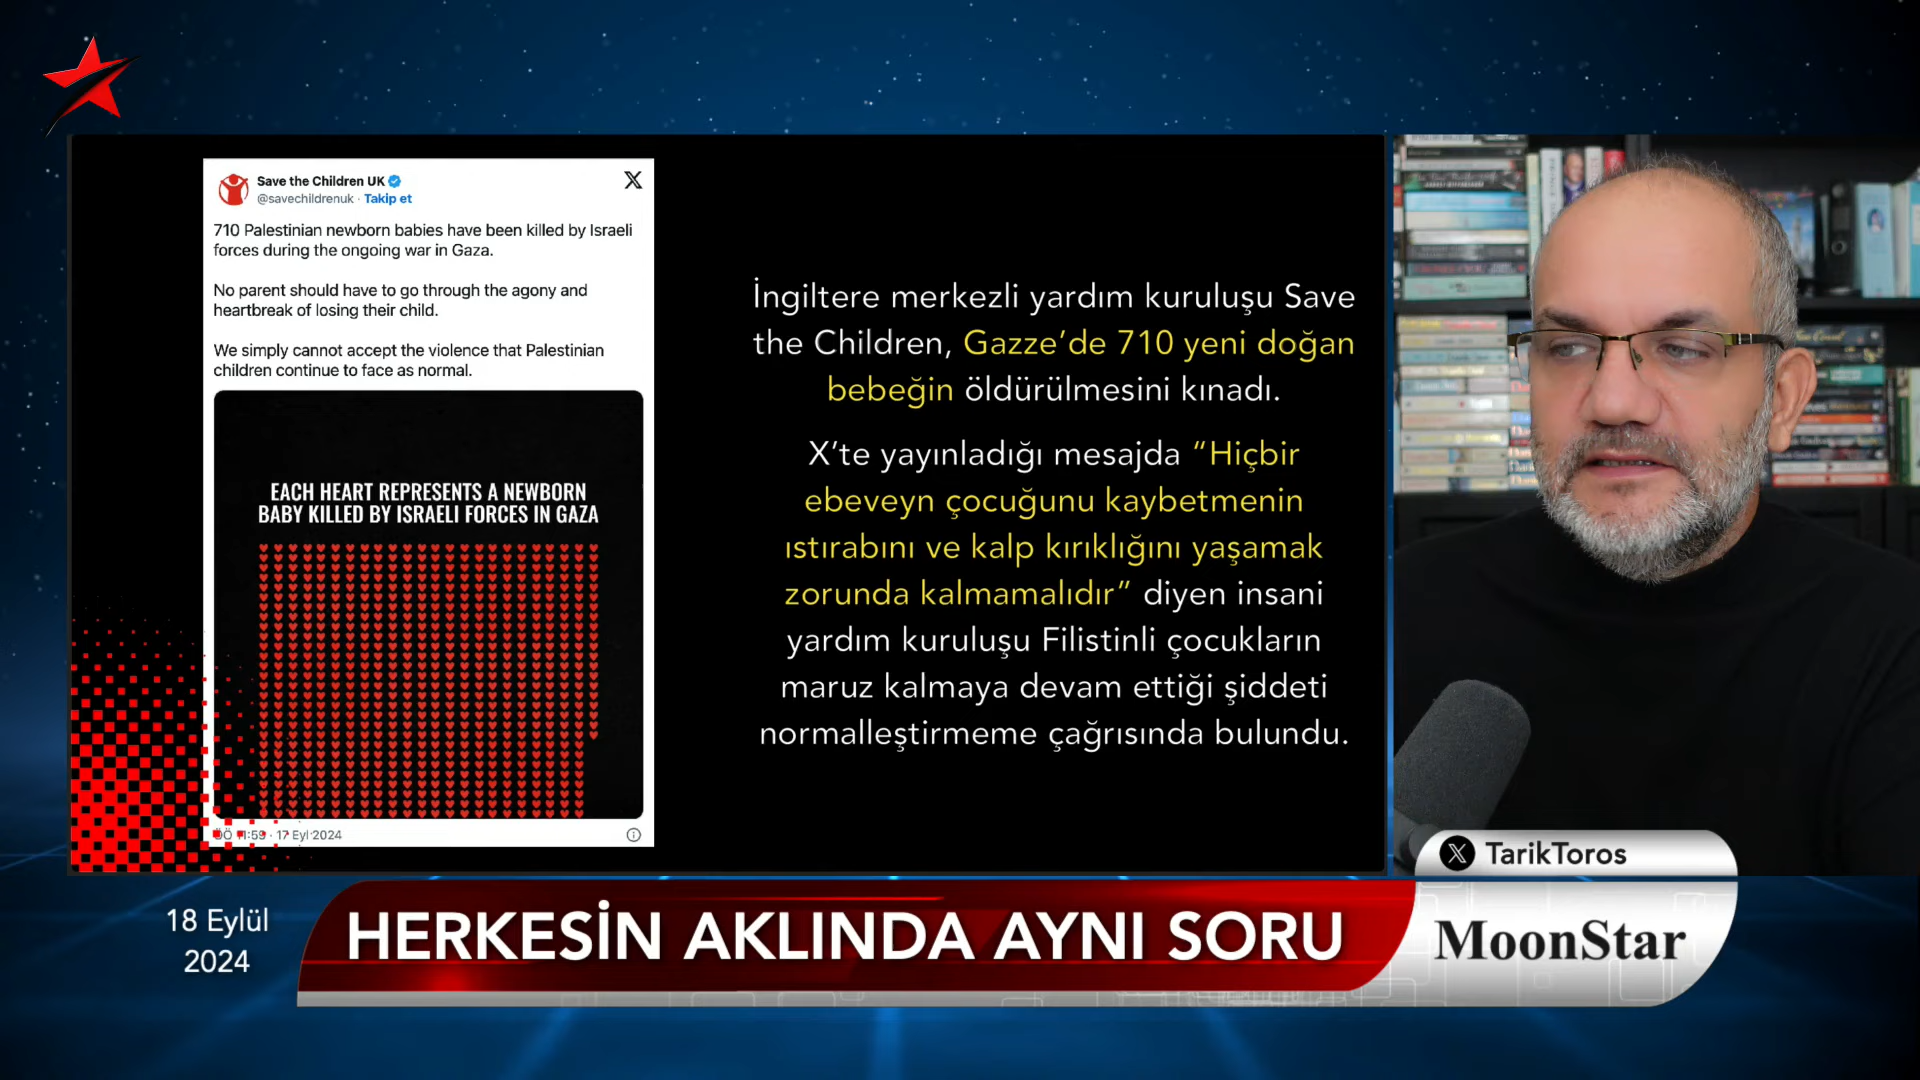 Save the Children UK
@savechildrenuk · Takip et
710 Palestinian newborn babies have been killed by Israeli
forces during the ongoing war in Gaza.
No parent should have to go through the agony and
heartbreak of losing their child.
We simply cannot accept the violence that Palestinian
children continue to face as normal.
EACH HEART REPRESENTS A NEWBORN
BABY KILLED BY ISRAELI FORCES IN GAZA
ÖÖ 11:59 · 17 Eyl 2024
İngiltere merkezli yardım kuruluşu Save
the Children, Gazze’de 710 yeni doğan
bebeğin öldürülmesini kınadı.
X’te yayınladığı mesajda “Hiçbir
ebeveyn çocuğunu kaybetmenin
ıstırabını ve kalp kırıklığını yaşamak
zorunda kalmamalıdır” diyen insani
yardım kuruluşu Filistinli çocukların
maruz kalmaya devam ettiği şiddeti
normalleştirmeme çağrısında bulundu.
TarikToros
18 Eylül
2024
HERKESİN AKLINDA AYNI SORU
MoonStar